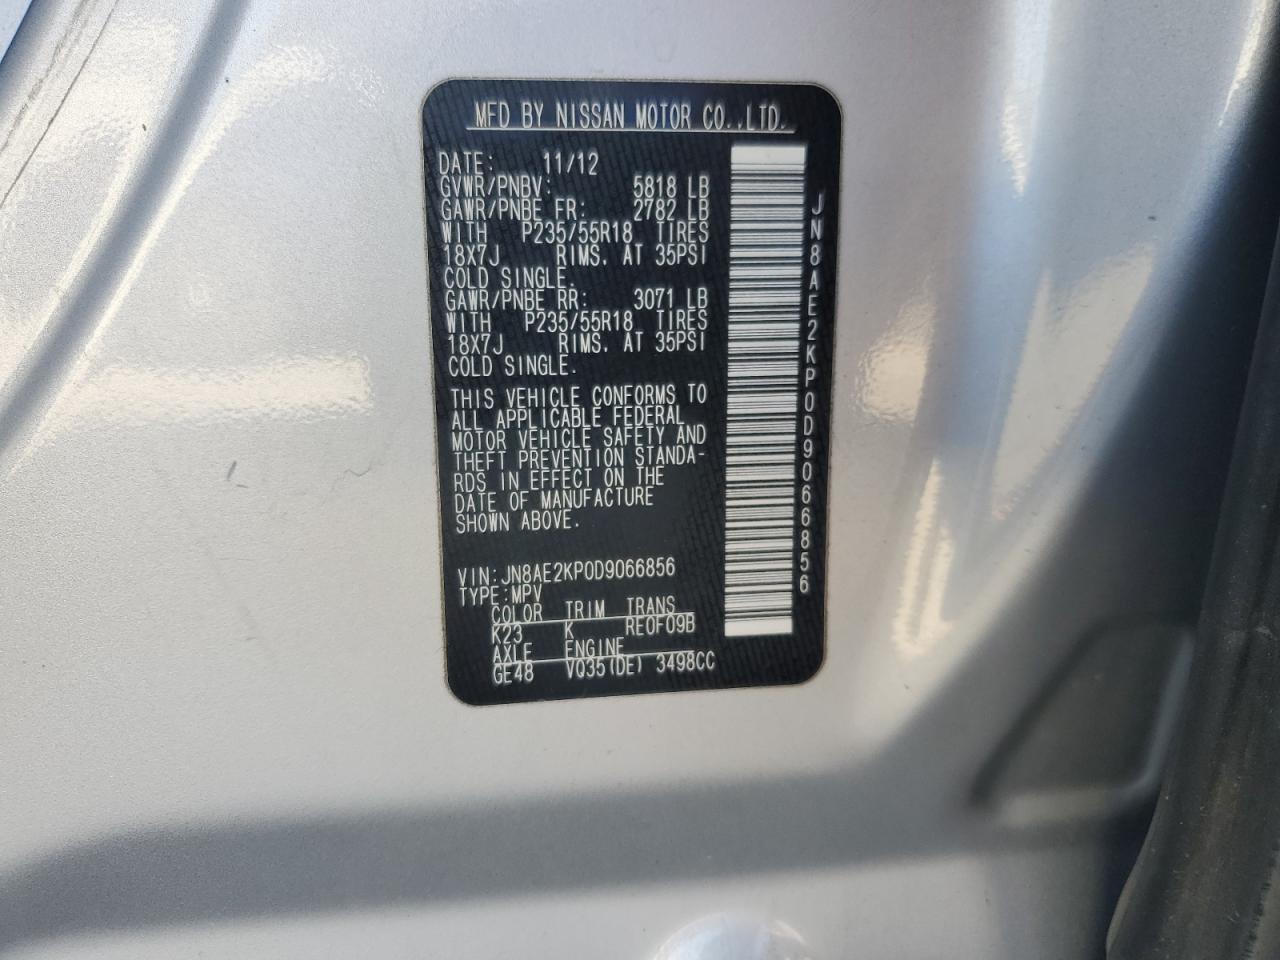 MFD BY NISSAN MOTOR CO.,LTD.
DATE: 11/12
GVWR/PNBV: 5818 LB
GAWR/PNBE FR: 2782 LB
WITH P235/55R18 TIRES
18X7J RIMS. AT 35PSI
COLD SINGLE.
GAWR/PNBE RR: 3071 LB
WITH P235/55R18 TIRES
18X7J RIMS. AT 35PSI
COLD SINGLE.
THIS VEHICLE CONFORMS TO
ALL APPLICABLE FEDERAL
MOTOR VEHICLE SAFETY AND
THEFT PREVENTION STANDA-
RDS IN EFFECT ON THE
DATE OF MANUFACTURE
SHOWN ABOVE.
VIN:JN8AE2KP0D9066856
TYPE:MPV
COLOR TRIM TRANS
K23 K RE0F09B
AXLE ENGINE
GE48 VQ35(DE) 3498CC
JN8AE2KP0D9066856